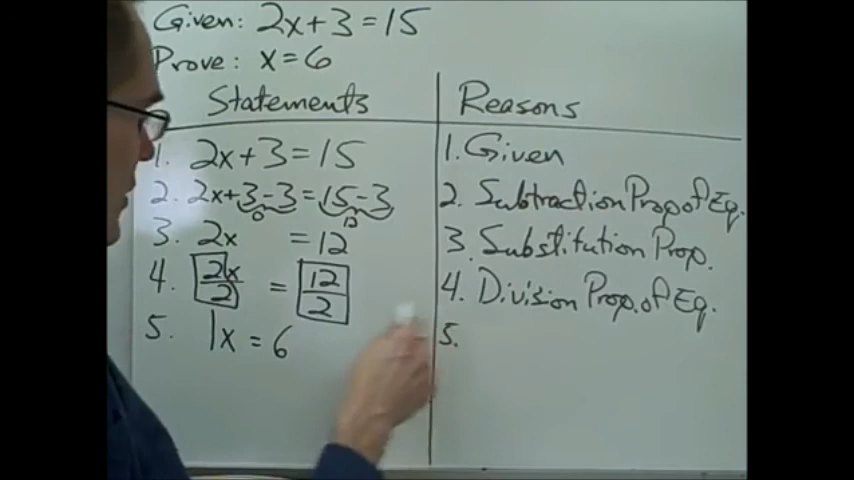 Given: 2x+3=15
Prove: x=6
Statements
Reasons
1. 2x+3=15
1. Given
2. 2x+3-3=15-3
0
12
2. Subtraction Prop of Eq.
3. 2x =12
3. Substitution Prop.
4. 2x/2 = 12/2
4. Division Prop. of Eq.
5. 1x = 6
5.